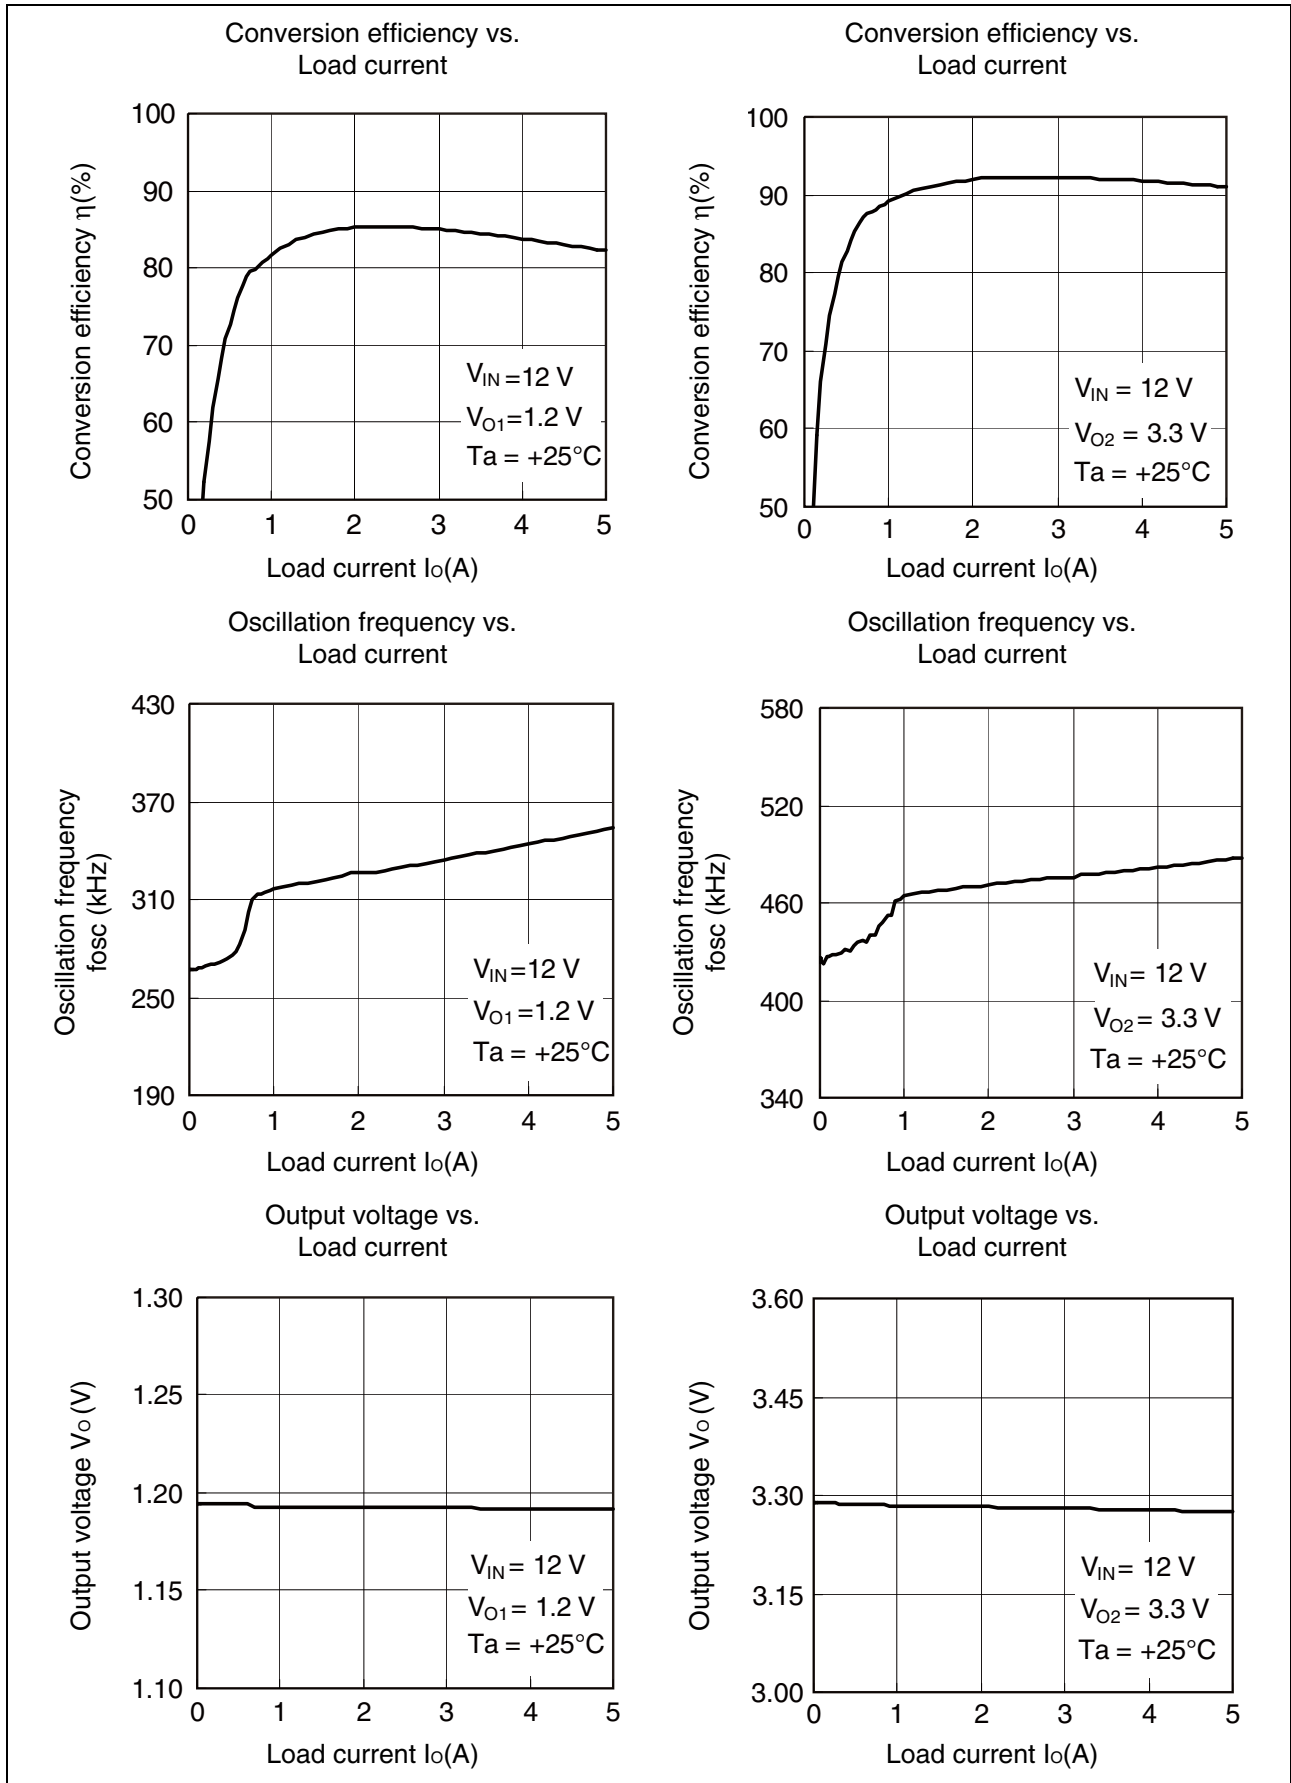 Conversion efficiency vs.
Load current
100
90
80
70
60
50
0 1 2 3 4 5
Conversion efficiency η(%)
Load current IO(A)
VIN =12 V
VO1=1.2 V
Ta = +25°C
Conversion efficiency vs.
Load current
100
90
80
70
60
50
0 1 2 3 4 5
Conversion efficiency η(%)
Load current IO(A)
VIN = 12 V
VO2 = 3.3 V
Ta = +25°C
Oscillation frequency vs.
Load current
430
370
310
250
190
0 1 2 3 4 5
Oscillation frequency
fosc (kHz)
Load current IO(A)
VIN =12 V
VO1=1.2 V
Ta = +25°C
Oscillation frequency vs.
Load current
580
520
460
400
340
0 1 2 3 4 5
Oscillation frequency
fosc (kHz)
Load current IO(A)
VIN = 12 V
VO2 = 3.3 V
Ta = +25°C
Output voltage vs.
Load current
1.30
1.25
1.20
1.15
1.10
0 1 2 3 4 5
Output voltage VO (V)
Load current IO(A)
VIN = 12 V
VO1 = 1.2 V
Ta = +25°C
Output voltage vs.
Load current
3.60
3.45
3.30
3.15
3.00
0 1 2 3 4 5
Output voltage VO (V)
Load current IO(A)
VIN = 12 V
VO2 = 3.3 V
Ta = +25°C